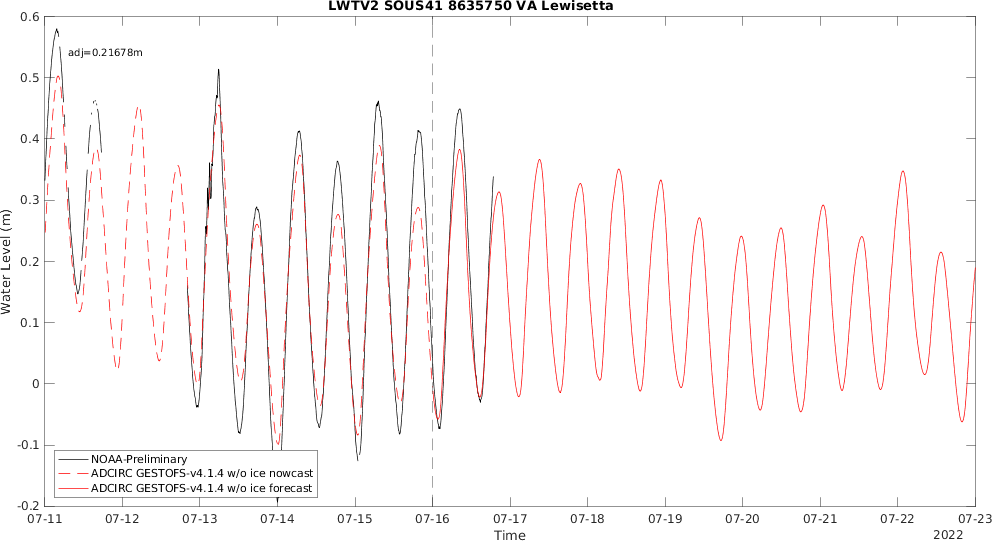 LWTV2 SOUS41 8635750 VA Lewisetta
0.6
adj=0.21678m
0.5
0.4
0.3
0.2
0.1
0
-0.1
-0.2
Water Level (m)
NOAA-Preliminary
ADCIRC GESTOFS-v4.1.4 w/o ice nowcast
ADCIRC GESTOFS-v4.1.4 w/o ice forecast
07-11 07-12 07-13 07-14 07-15 07-16 07-17 07-18 07-19 07-20 07-21 07-22 07-23
Time
2022